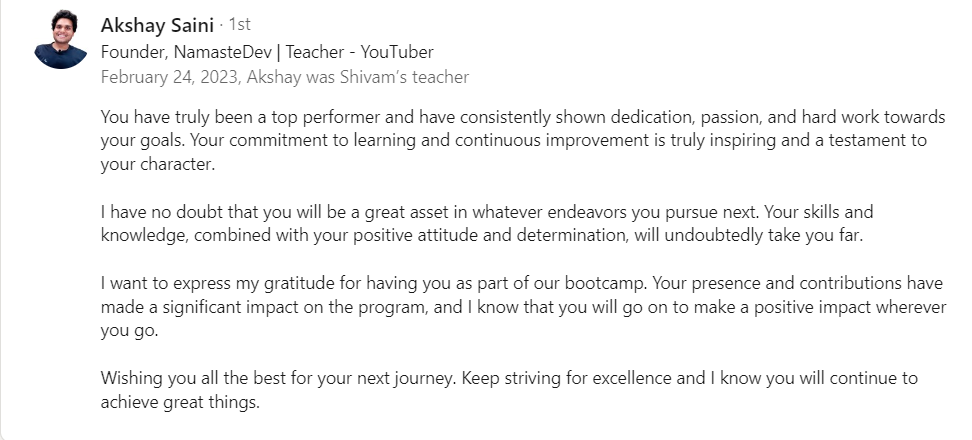 Akshay Saini · 1st
Founder, NamasteDev | Teacher - YouTuber
February 24, 2023, Akshay was Shivam's teacher
You have truly been a top performer and have consistently shown dedication, passion, and hard work towards
your goals. Your commitment to learning and continuous improvement is truly inspiring and a testament to
your character.
I have no doubt that you will be a great asset in whatever endeavors you pursue next. Your skills and
knowledge, combined with your positive attitude and determination, will undoubtedly take you far.
I want to express my gratitude for having you as part of our bootcamp. Your presence and contributions have
made a significant impact on the program, and I know that you will go on to make a positive impact wherever
you go.
Wishing you all the best for your next journey. Keep striving for excellence and I know you will continue to
achieve great things.